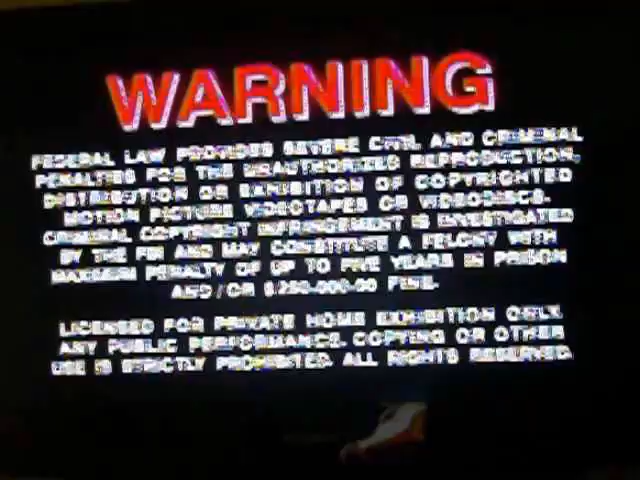 WARNING
FEDERAL LAW PROVIDES SEVERE CIVIL AND CRIMINAL
PENALTIES FOR THE UNAUTHORIZED REPRODUCTION,
DISTRIBUTION OR EXHIBITION OF COPYRIGHTED
MOTION PICTURE VIDEOTAPES OR VIDEODISCS.
CRIMINAL COPYRIGHT INFRINGEMENT IS INVESTIGATED
BY THE FBI AND MAY CONSTITUTE A FELONY WITH
MAXIMUM PENALTY OF UP TO FIVE YEARS IN PRISON
AND/OR $250.000.00 FINE.
LICENSED FOR PRIVATE HOME EXHIBITION ONLY.
ANY PUBLIC PERFORMANCE, COPYING OR OTHER
USE IS STRICTLY PROHIBITED. ALL RIGHTS RESERVED.